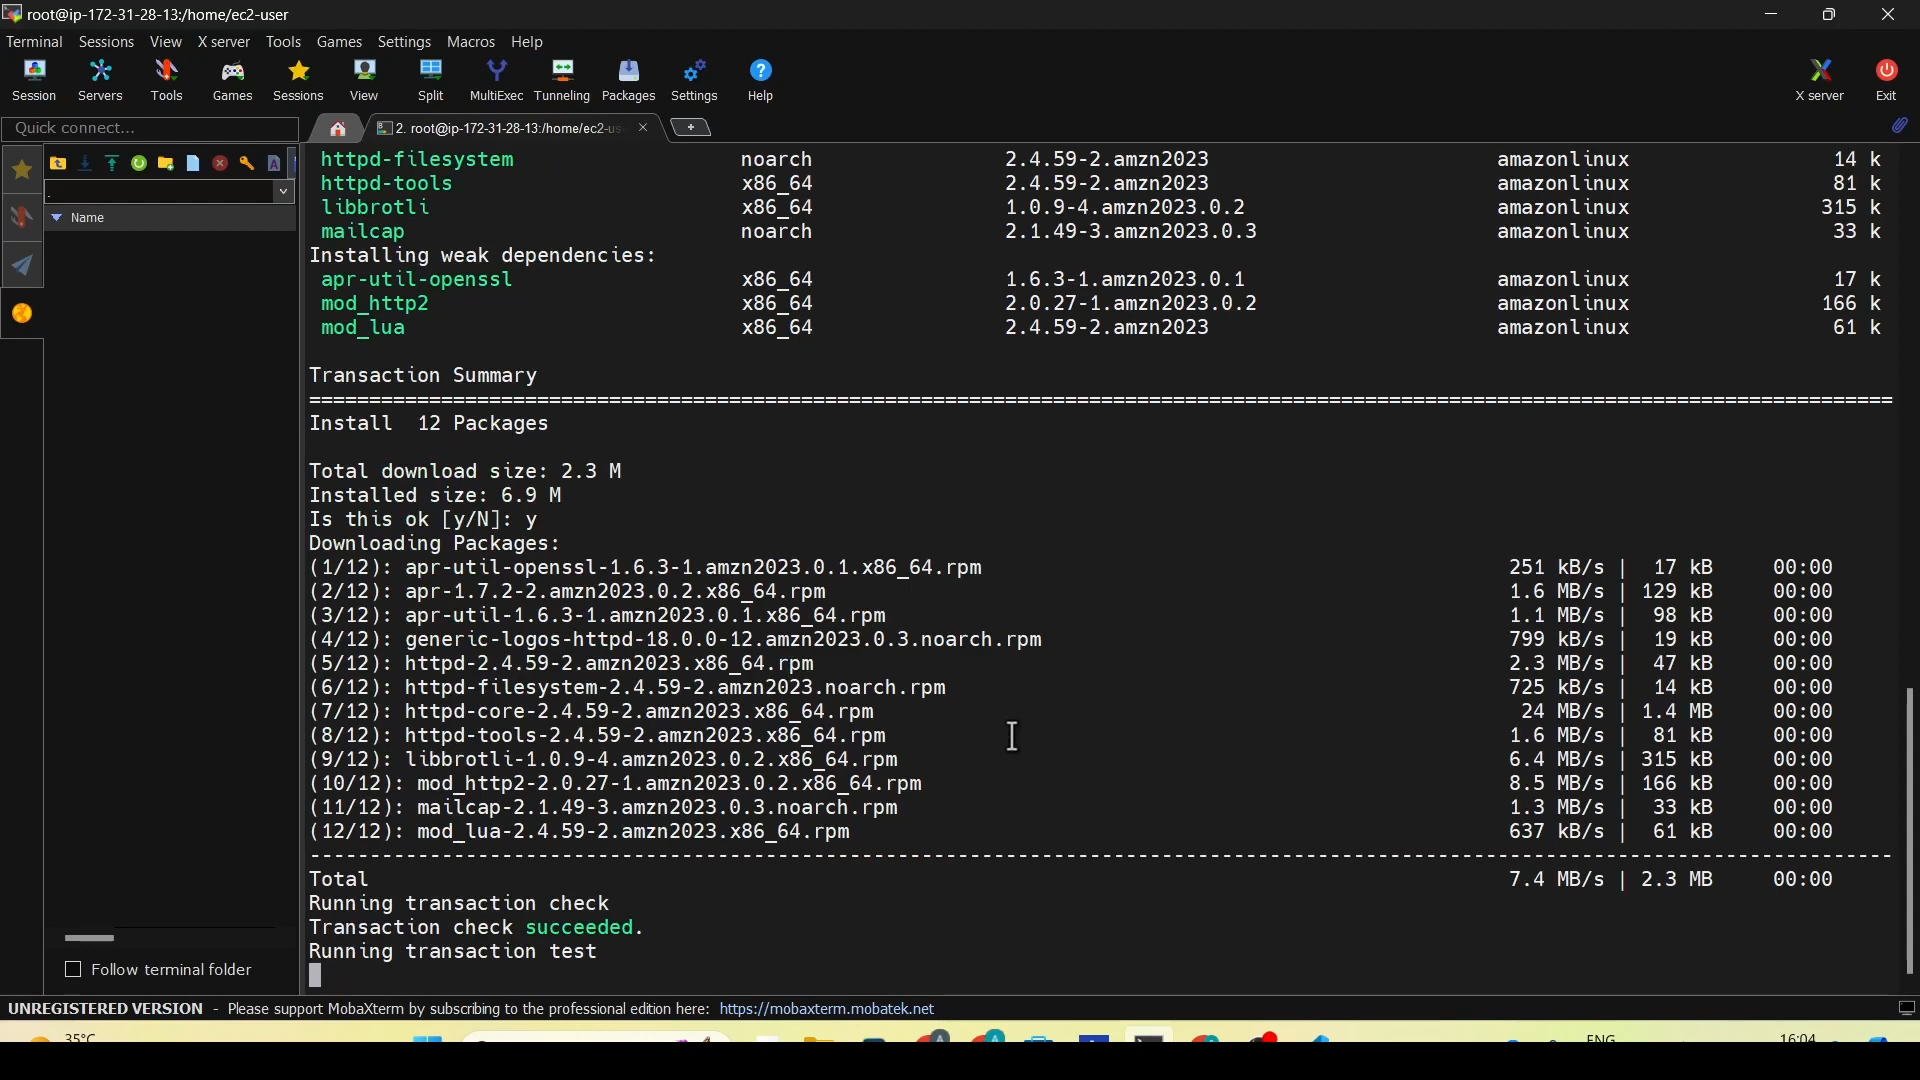 root@ip-172-31-28-13:/home/ec2-user
Terminal Sessions View X server Tools Games Settings Macros Help
Session Servers Tools Games Sessions View Split MultiExec Tunneling Packages Settings Help X server Exit
Quick connect...
2. root@ip-172-31-28-13:/home/ec2-us
Name
httpd-filesystem noarch 2.4.59-2.amzn2023 amazonlinux 14 k
httpd-tools x86_64 2.4.59-2.amzn2023 amazonlinux 81 k
libbrotli x86_64 1.0.9-4.amzn2023.0.2 amazonlinux 315 k
mailcap noarch 2.1.49-3.amzn2023.0.3 amazonlinux 33 k
Installing weak dependencies:
apr-util-openssl x86_64 1.6.3-1.amzn2023.0.1 amazonlinux 17 k
mod_http2 x86_64 2.0.27-1.amzn2023.0.2 amazonlinux 166 k
mod_lua x86_64 2.4.59-2.amzn2023 amazonlinux 61 k
Transaction Summary
Install 12 Packages
Total download size: 2.3 M
Installed size: 6.9 M
Is this ok [y/N]: y
Downloading Packages:
(1/12): apr-util-openssl-1.6.3-1.amzn2023.0.1.x86_64.rpm 251 kB/s | 17 kB 00:00
(2/12): apr-1.7.2-2.amzn2023.0.2.x86_64.rpm 1.6 MB/s | 129 kB 00:00
(3/12): apr-util-1.6.3-1.amzn2023.0.1.x86_64.rpm 1.1 MB/s | 98 kB 00:00
(4/12): generic-logos-httpd-18.0.0-12.amzn2023.0.3.noarch.rpm 799 kB/s | 19 kB 00:00
(5/12): httpd-2.4.59-2.amzn2023.x86_64.rpm 2.3 MB/s | 47 kB 00:00
(6/12): httpd-filesystem-2.4.59-2.amzn2023.noarch.rpm 725 kB/s | 14 kB 00:00
(7/12): httpd-core-2.4.59-2.amzn2023.x86_64.rpm 24 MB/s | 1.4 MB 00:00
(8/12): httpd-tools-2.4.59-2.amzn2023.x86_64.rpm 1.6 MB/s | 81 kB 00:00
(9/12): libbrotli-1.0.9-4.amzn2023.0.2.x86_64.rpm 6.4 MB/s | 315 kB 00:00
(10/12): mod_http2-2.0.27-1.amzn2023.0.2.x86_64.rpm 8.5 MB/s | 166 kB 00:00
(11/12): mailcap-2.1.49-3.amzn2023.0.3.noarch.rpm 1.3 MB/s | 33 kB 00:00
(12/12): mod_lua-2.4.59-2.amzn2023.x86_64.rpm 637 kB/s | 61 kB 00:00
Total 7.4 MB/s | 2.3 MB 00:00
Running transaction check
Transaction check succeeded.
Running transaction test
Follow terminal folder
UNREGISTERED VERSION - Please support MobaXterm by subscribing to the professional edition here: https://mobaxterm.mobatek.net
35°C ENG 16:04